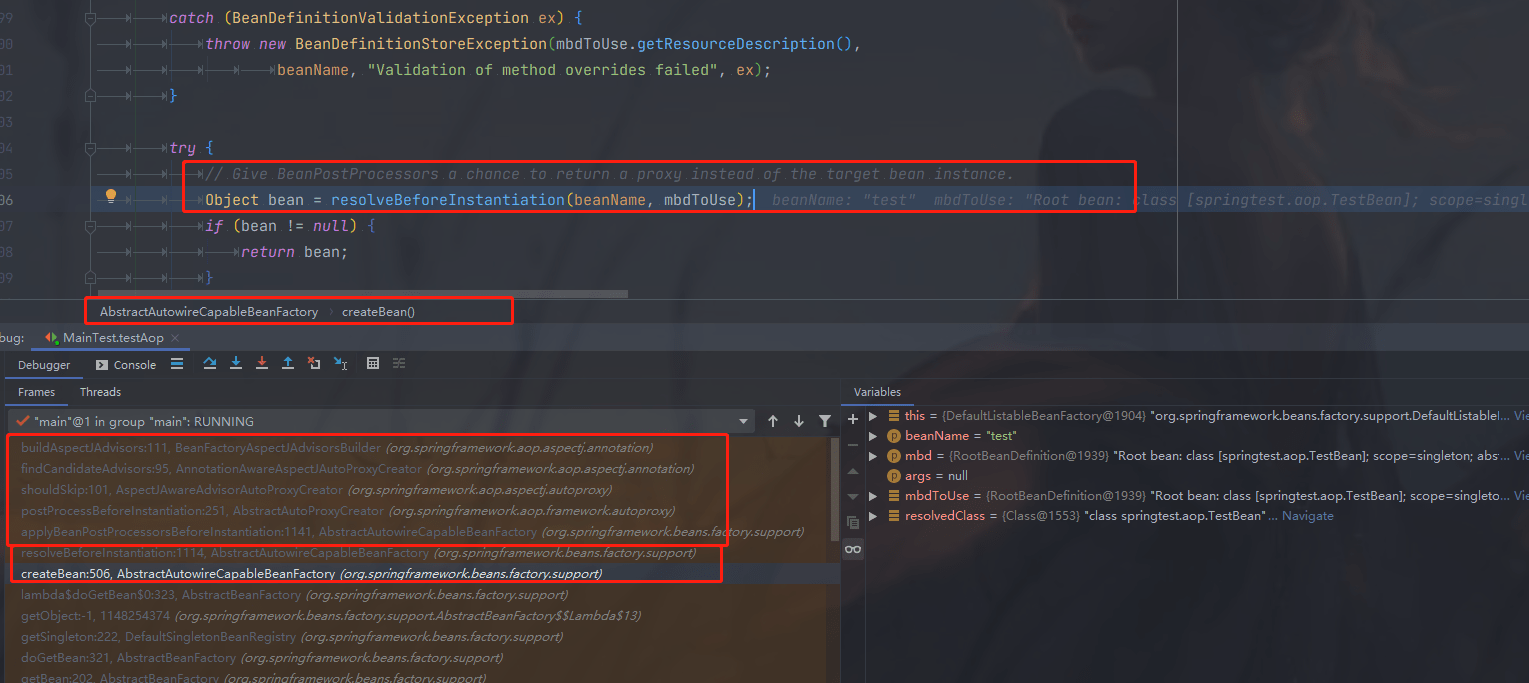 99 catch (BeanDefinitionValidationException ex) {
00 throw new BeanDefinitionStoreException(mbdToUse.getResourceDescription(),
01 beanName, "Validation of method overrides failed", ex);
02 }
03
04 try {
05 // Give BeanPostProcessors a chance to return a proxy instead of the target bean instance.
06 Object bean = resolveBeforeInstantiation(beanName, mbdToUse); beanName: "test" mbdToUse: "Root bean: class [springtest.aop.TestBean]; scope=singl
07 if (bean != null) {
08 return bean;
09 }
AbstractAutowireCapableBeanFactory › createBean()
bug: MainTest.testAop ×
Debugger Console
Frames Threads
"main"@1 in group "main": RUNNING
buildAspectJAdvisors:111, BeanFactoryAspectJAdvisorsBuilder (org.springframework.aop.aspectj.annotation)
findCandidateAdvisors:95, AnnotationAwareAspectJAutoProxyCreator (org.springframework.aop.aspectj.annotation)
shouldSkip:101, AspectJAwareAdvisorAutoProxyCreator (org.springframework.aop.aspectj.autoproxy)
postProcessBeforeInstantiation:251, AbstractAutoProxyCreator (org.springframework.aop.framework.autoproxy)
applyBeanPostProcessorsBeforeInstantiation:1141, AbstractAutowireCapableBeanFactory (org.springframework.beans.factory.support)
resolveBeforeInstantiation:1114, AbstractAutowireCapableBeanFactory (org.springframework.beans.factory.support)
createBean:506, AbstractAutowireCapableBeanFactory (org.springframework.beans.factory.support)
lambda$doGetBean$0:323, AbstractBeanFactory (org.springframework.beans.factory.support)
getObject:-1, 1148254374 (org.springframework.beans.factory.support.AbstractBeanFactory$$Lambda$13)
getSingleton:222, DefaultSingletonBeanRegistry (org.springframework.beans.factory.support)
doGetBean:321, AbstractBeanFactory (org.springframework.beans.factory.support)
getBean:202, AbstractBeanFactory (org.springframework.beans.factory.support)
Variables
this = {DefaultListableBeanFactory@1904} "org.springframework.beans.factory.support.DefaultListableI... Vie
beanName = "test"
mbd = {RootBeanDefinition@1939} "Root bean: class [springtest.aop.TestBean]; scope=singleton; abs... Vie
args = null
mbdToUse = {RootBeanDefinition@1939} "Root bean: class [springtest.aop.TestBean]; scope=singleto... Vie
resolvedClass = {Class@1553} "class springtest.aop.TestBean" ... Navigate